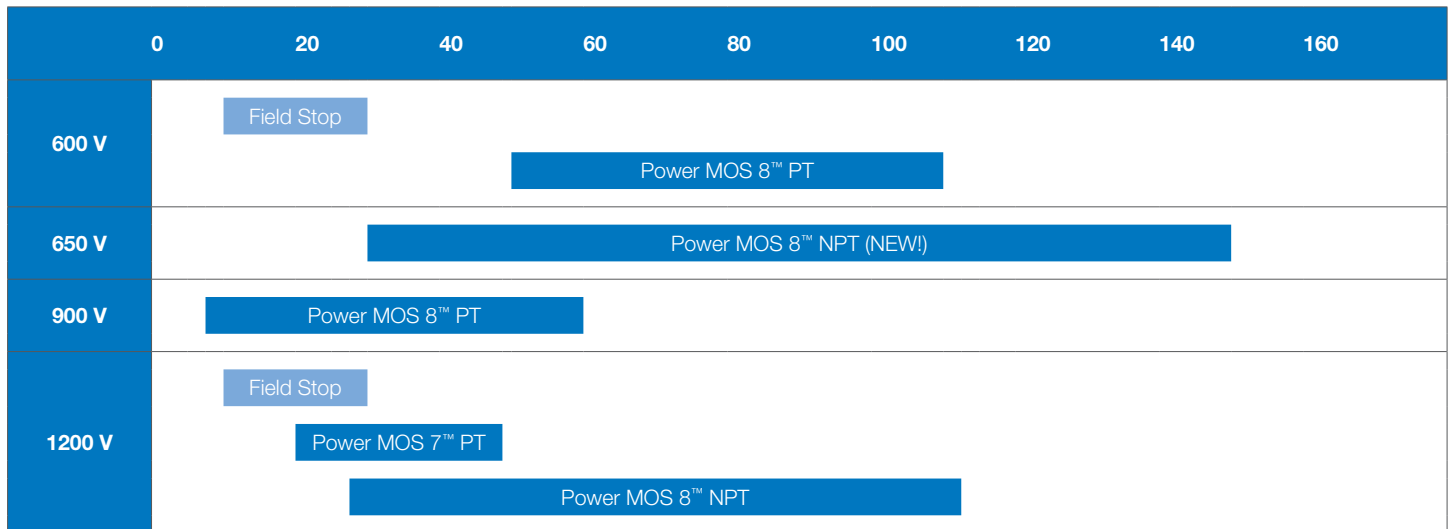 0 20 40 60 80 100 120 140 160
600 V
Field Stop
Power MOS 8™ PT
650 V
Power MOS 8™ NPT (NEW!)
900 V
Power MOS 8™ PT
1200 V
Field Stop
Power MOS 7™ PT
Power MOS 8™ NPT